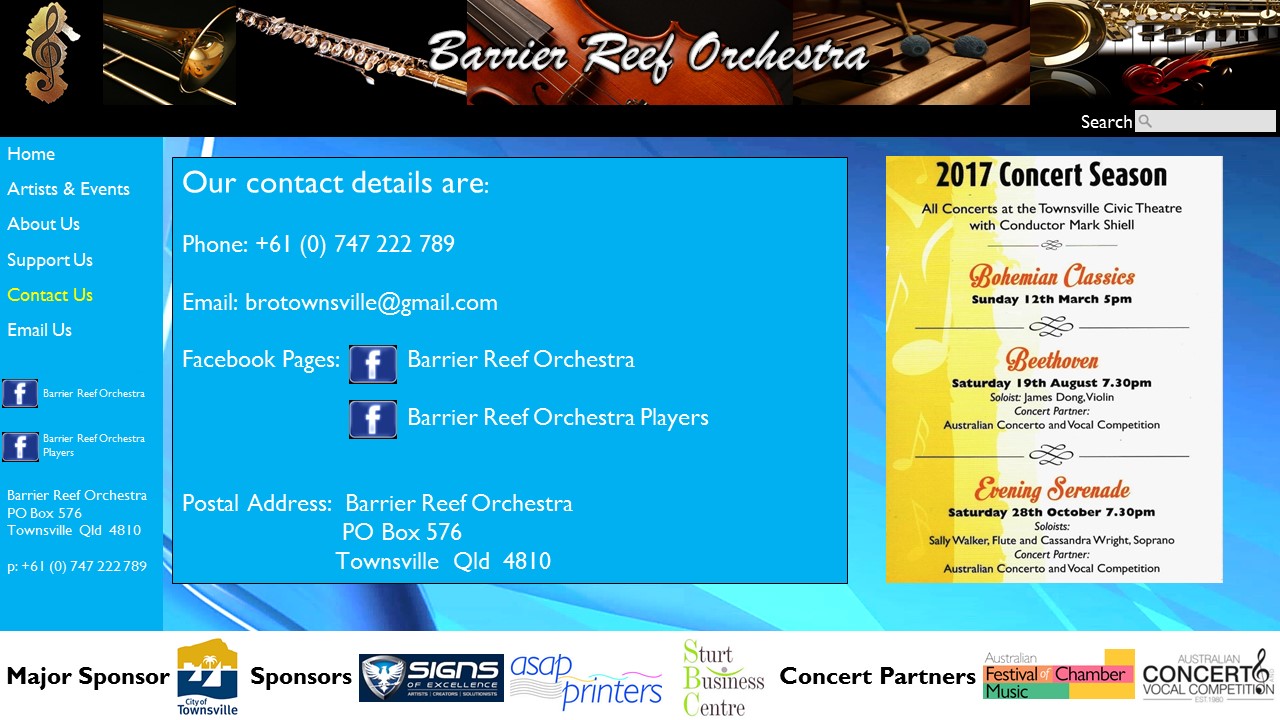 Barrier Reef Orchestra
Search
Home
Artists & Events
About Us
Support Us
Contact Us
Email Us
Barrier Reef Orchestra
Barrier Reef Orchestra
Players
Barrier Reef Orchestra
PO Box 576
Townsville Qld 4810
p: +61 (0) 747 222 789
Our contact details are:
Phone: +61 (0) 747 222 789
Email: brotownsville@gmail.com
Facebook Pages: Barrier Reef Orchestra
Barrier Reef Orchestra Players
Postal Address: Barrier Reef Orchestra
PO Box 576
Townsville Qld 4810
2017 Concert Season
All Concerts at the Townsville Civic Theatre
with Conductor Mark Shiell
Bohemian Classics
Sunday 12th March 5pm
Beethoven
Saturday 19th August 7.30pm
Soloist: James Dong, Violin
Concert Partner:
Australian Concerto and Vocal Competition
Evening Serenade
Saturday 28th October 7.30pm
Soloists:
Sally Walker, Flute and Cassandra Wright, Soprano
Concert Partner:
Australian Concerto and Vocal Competition
Major Sponsor
City of
Townsville
Sponsors
SIGNS
OF EXCELLENCE
ARTISTS | CREATORS | SOLUTIONISTS
asap
printers
Sturt
Business
Centre
Concert Partners
Australian
Festival of Chamber
Music
AUSTRALIAN
CONCERTO
VOCAL COMPETITION
EST.1980